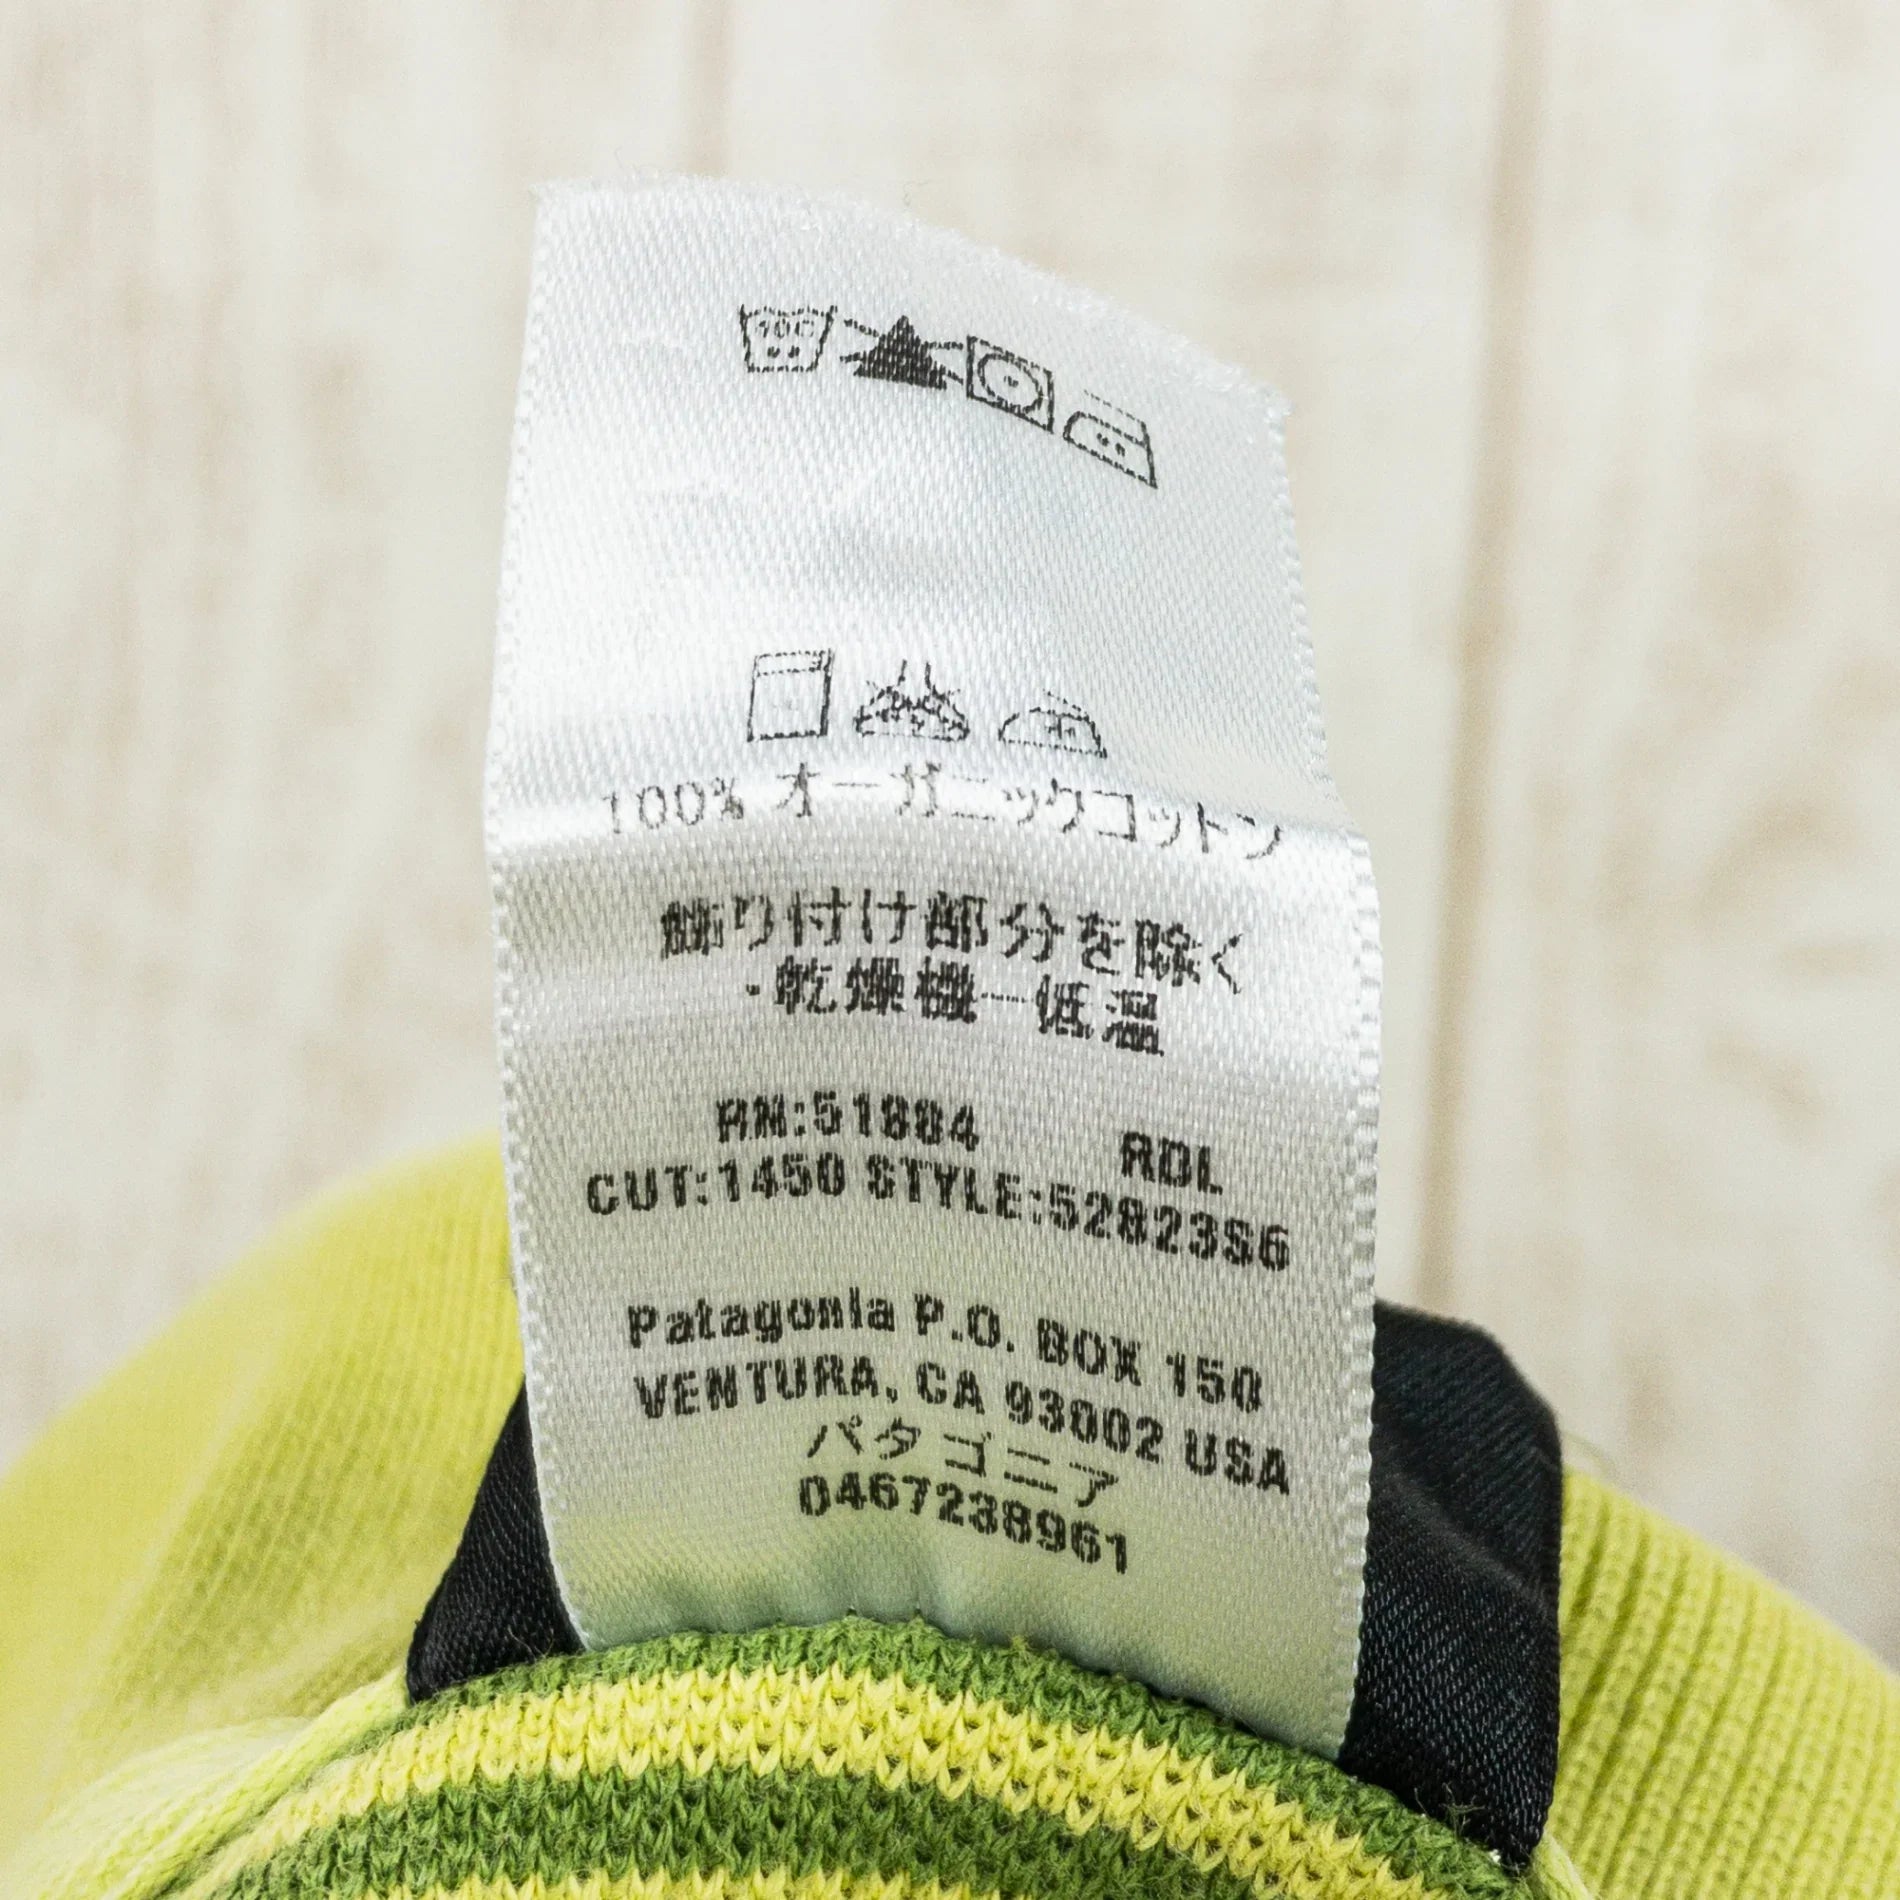 40C
100% オーガニックコットン
飾り付け部分を除く
・乾燥機ー低温
RN:51884 RDL
CUT:1450 STYLE:52823S6
Patagonia P.O. BOX 150
VENTURA, CA 93002 USA
パタゴニア
0467238961